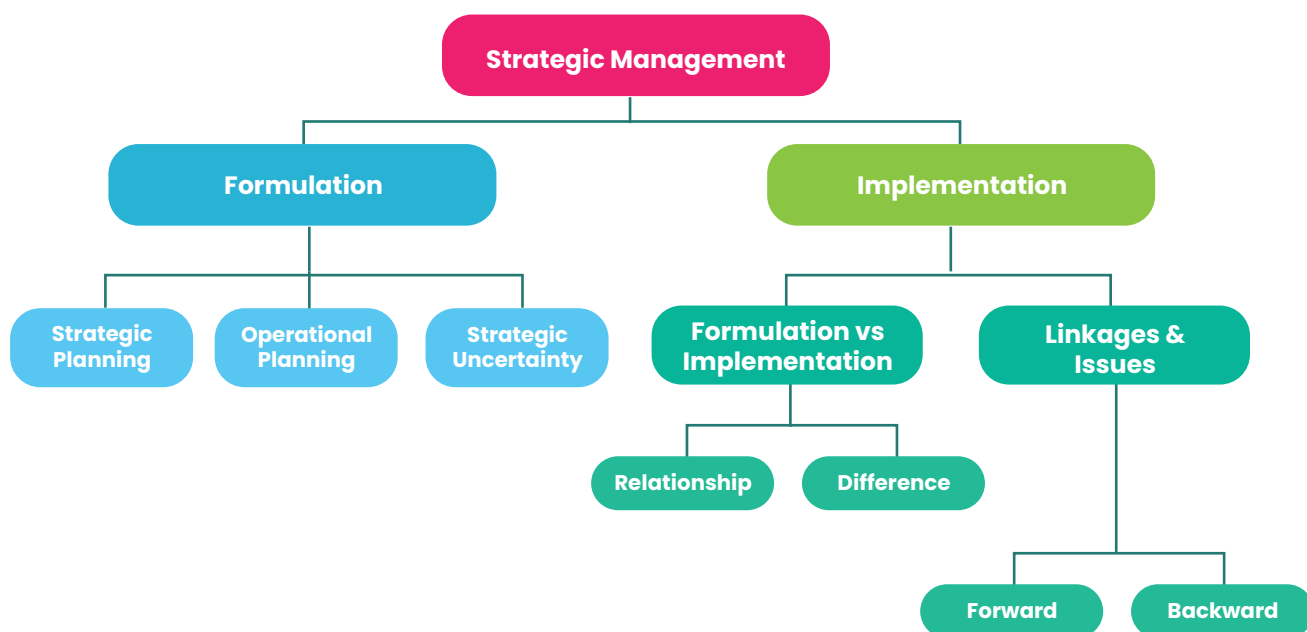 Strategic Management
Formulation
Implementation
Strategic
Planning
Operational
Planning
Strategic
Uncertainty
Formulation vs
Implementation
Linkages &
Issues
Relationship
Difference
Forward
Backward